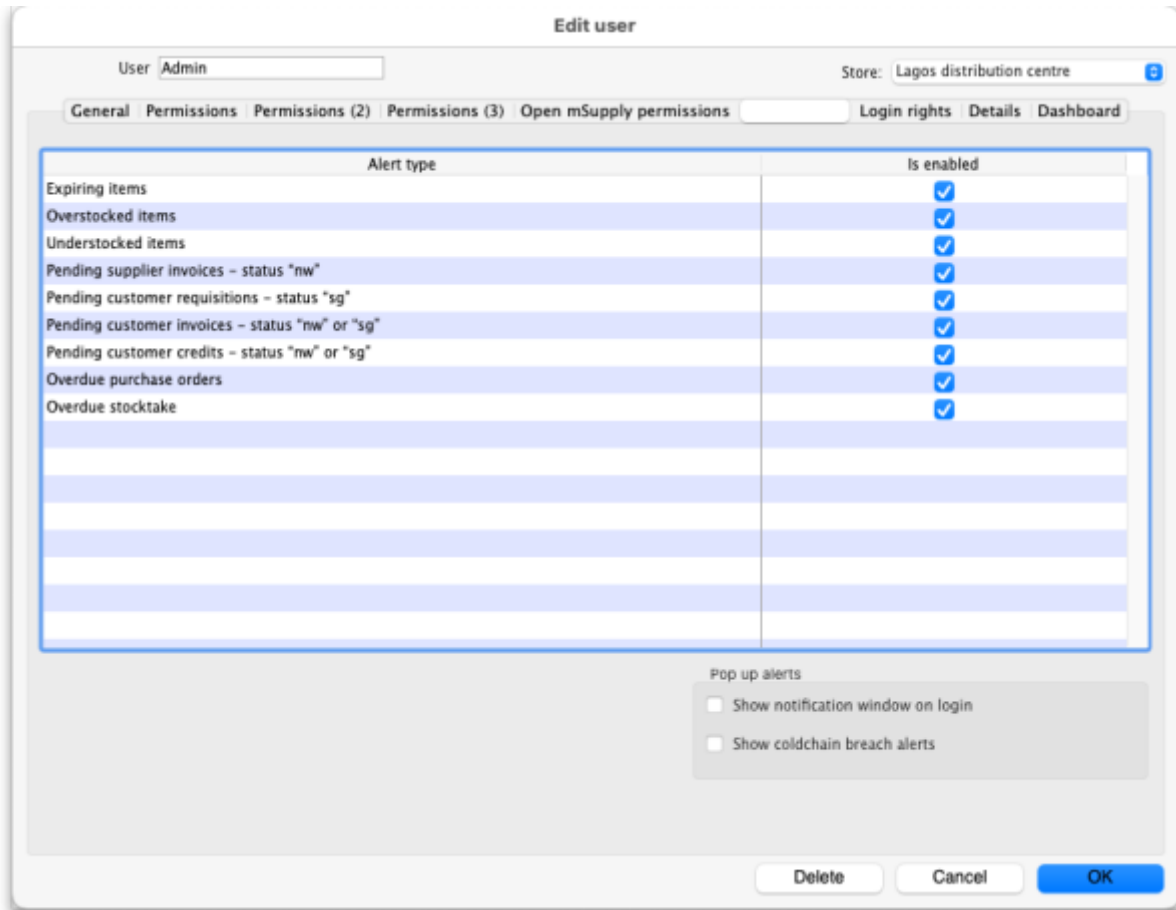 Edit user
User Admin
Store: Lagos distribution centre
General Permissions Permissions (2) Permissions (3) Open mSupply permissions Login rights Details Dashboard
Alert type Is enabled
Expiring items
Overstocked items
Understocked items
Pending supplier invoices – status "nw"
Pending customer requisitions – status "sg"
Pending customer invoices – status "nw" or "sg"
Pending customer credits – status "nw" or "sg"
Overdue purchase orders
Overdue stocktake
Pop up alerts
Show notification window on login
Show coldchain breach alerts
Delete Cancel OK